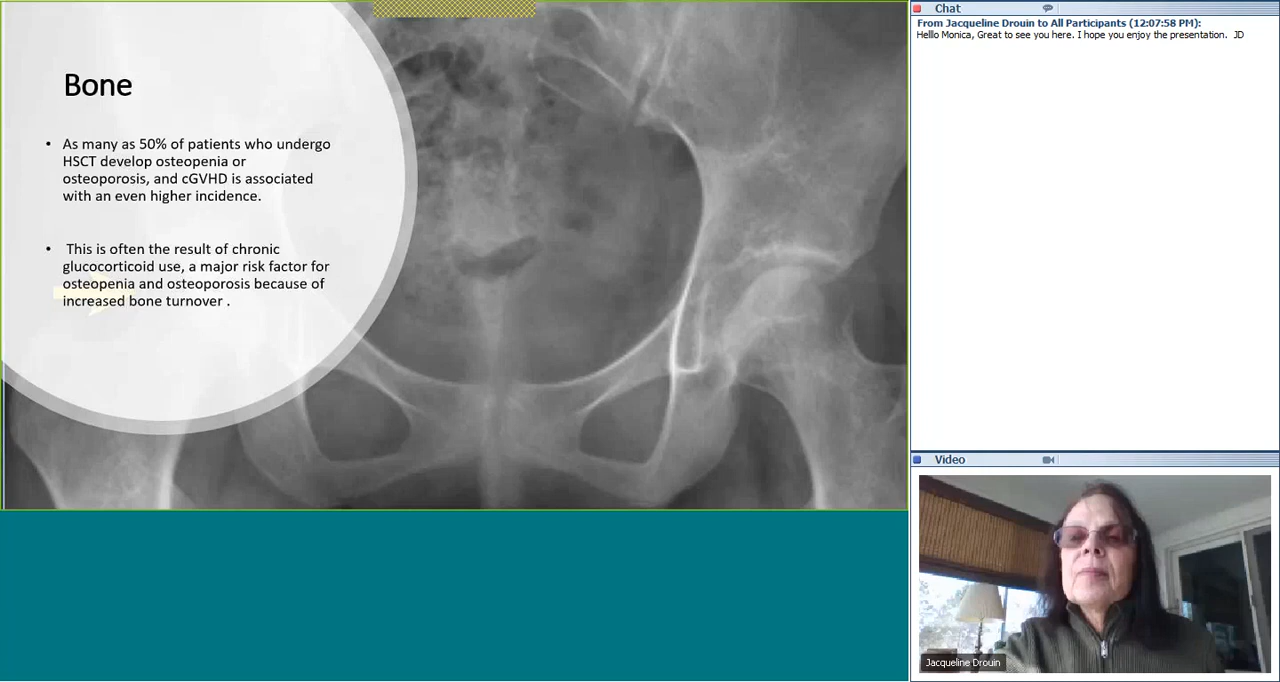 Bone
• As many as 50% of patients who undergo
HSCT develop osteopenia or
osteoporosis, and cGVHD is associated
with an even higher incidence.
• This is often the result of chronic
glucocorticoid use, a major risk factor for
osteopenia and osteoporosis because of
increased bone turnover .
Chat
From Jacqueline Drouin to All Participants (12:07:58 PM):
Helllo Monica, Great to see you here. I hope you enjoy the presentation. JD
Video
Jacqueline Drouin